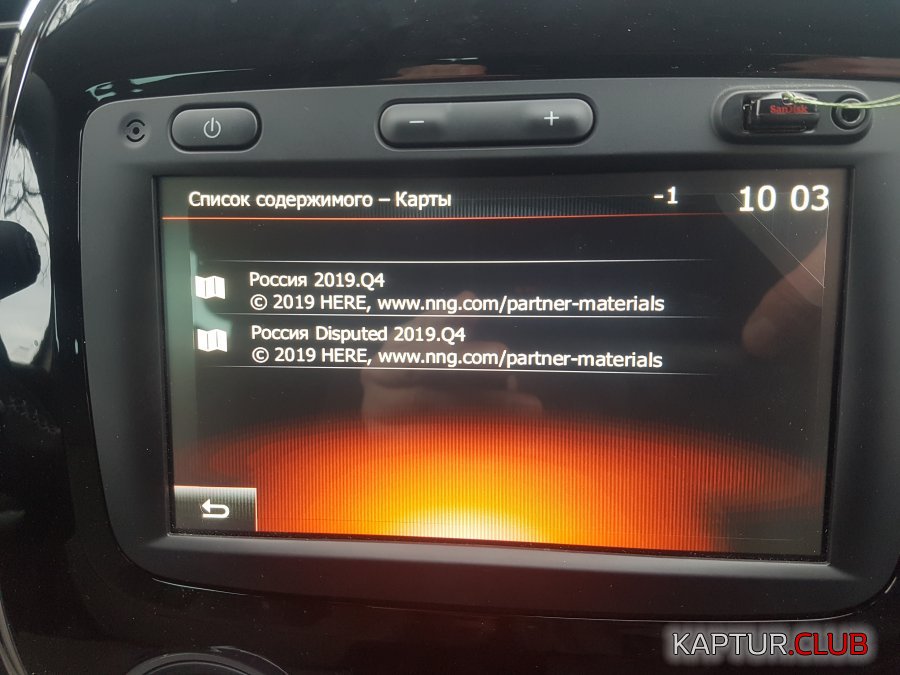 SanDisk
Список содержимого – Карты
-1
10 03
Россия 2019.Q4
© 2019 HERE, www.nng.com/partner-materials
Россия Disputed 2019.Q4
© 2019 HERE, www.nng.com/partner-materials
KAPTUR.CLUB